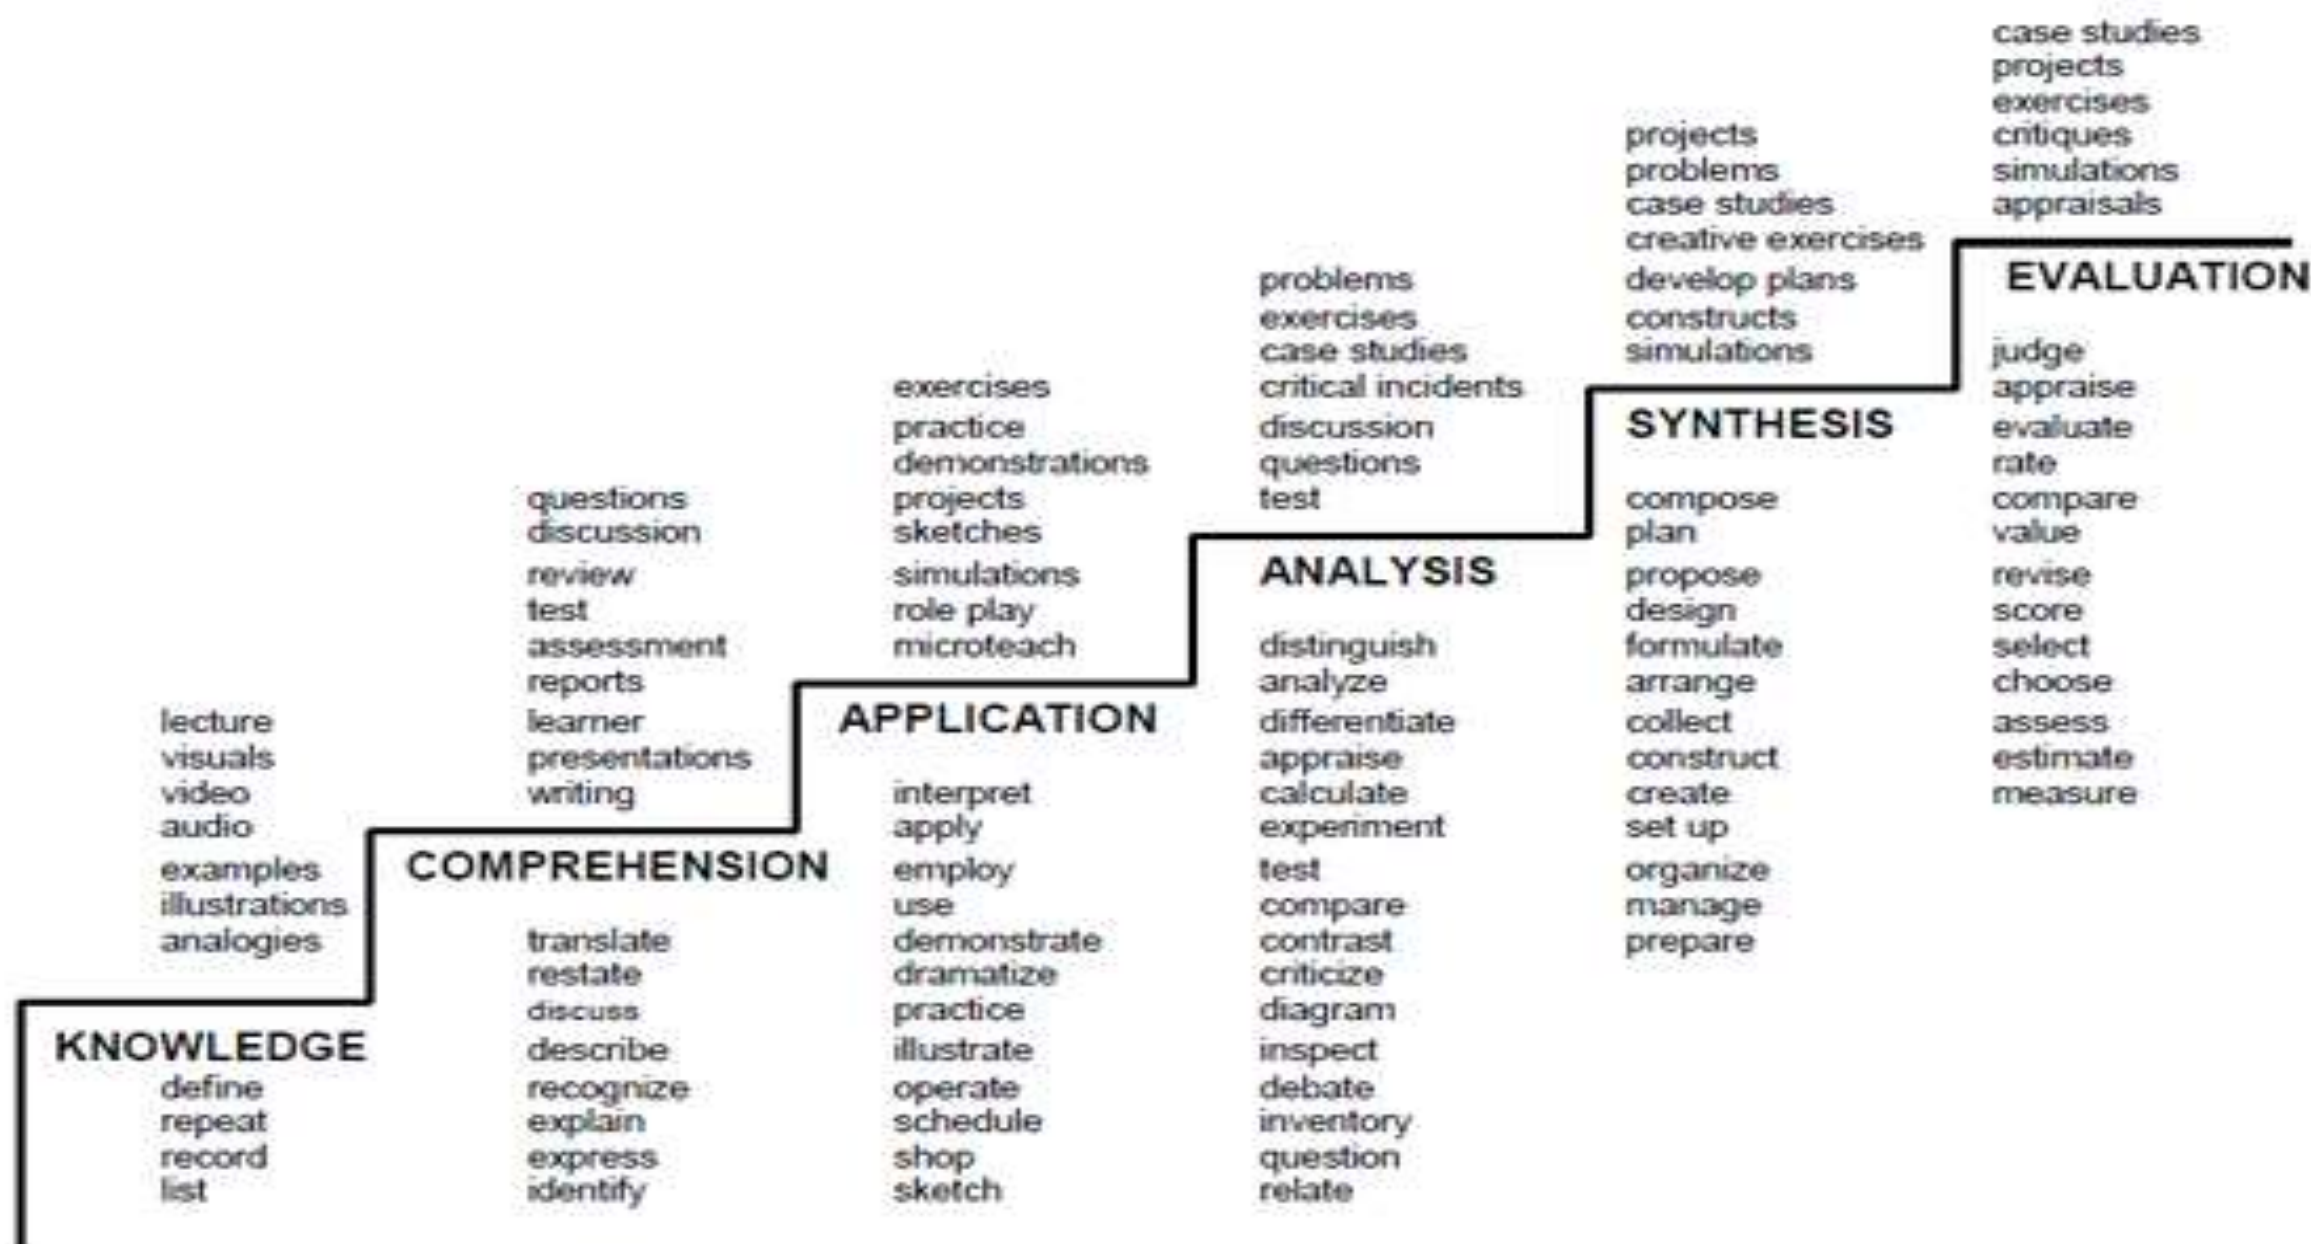 lecture
visuals
video
audio
examples
illustrations
analogies
KNOWLEDGE
define
repeat
record
list
questions
discussion
review
test
assessment
reports
learner
presentations
writing
COMPREHENSION
translate
restate
discuss
describe
recognize
explain
express
identify
exercises
practice
demonstrations
projects
sketches
simulations
role play
microteach
APPLICATION
interpret
apply
employ
use
demonstrate
dramatize
practice
illustrate
operate
schedule
shop
sketch
problems
exercises
case studies
critical incidents
discussion
questions
test
ANALYSIS
distinguish
analyze
differentiate
appraise
calculate
experiment
test
compare
contrast
criticize
diagram
inspect
debate
inventory
question
relate
projects
problems
case studies
creative exercises
develop plans
constructs
simulations
SYNTHESIS
compose
plan
propose
design
formulate
arrange
collect
construct
create
set up
organize
manage
prepare
case studies
projects
exercises
critiques
simulations
appraisals
EVALUATION
judge
appraise
evaluate
rate
compare
value
revise
score
select
choose
assess
estimate
measure